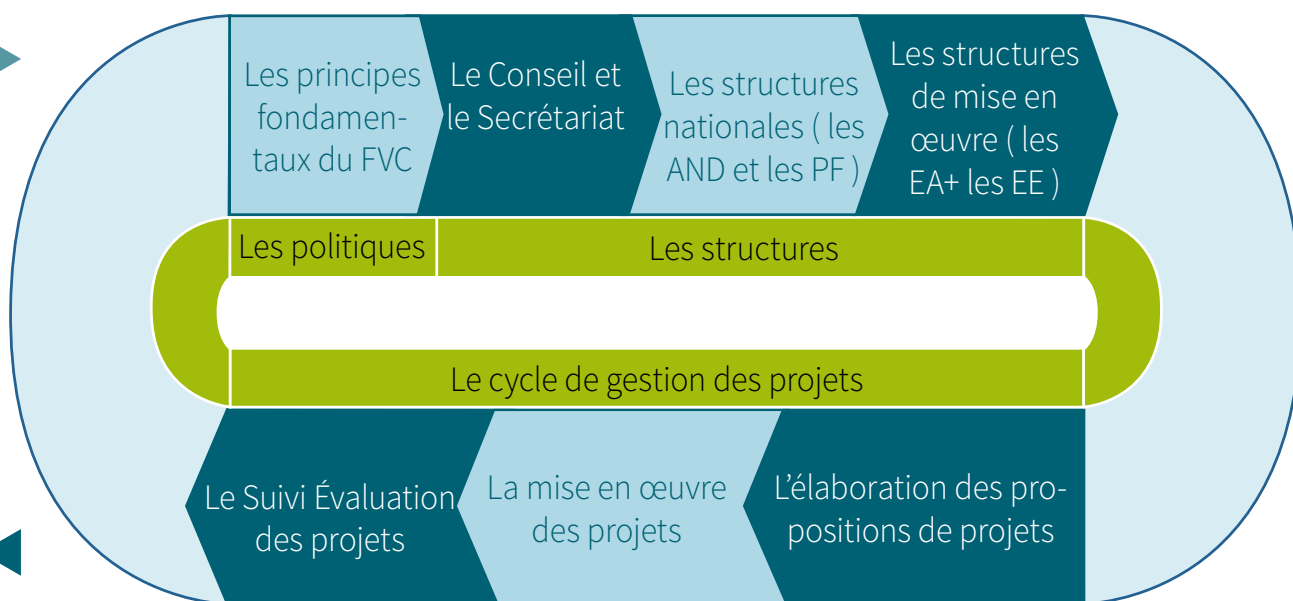 Les principes
fondamen-
taux du FVC
Le Conseil et
le Secrétariat
Les structures
nationales ( les
AND et les PF )
Les structures
de mise en
œuvre ( les
EA+ les EE )
Les politiques
Les structures
Le cycle de gestion des projets
Le Suivi Évaluation
des projets
La mise en œuvre
des projets
L’élaboration des pro-
positions de projets